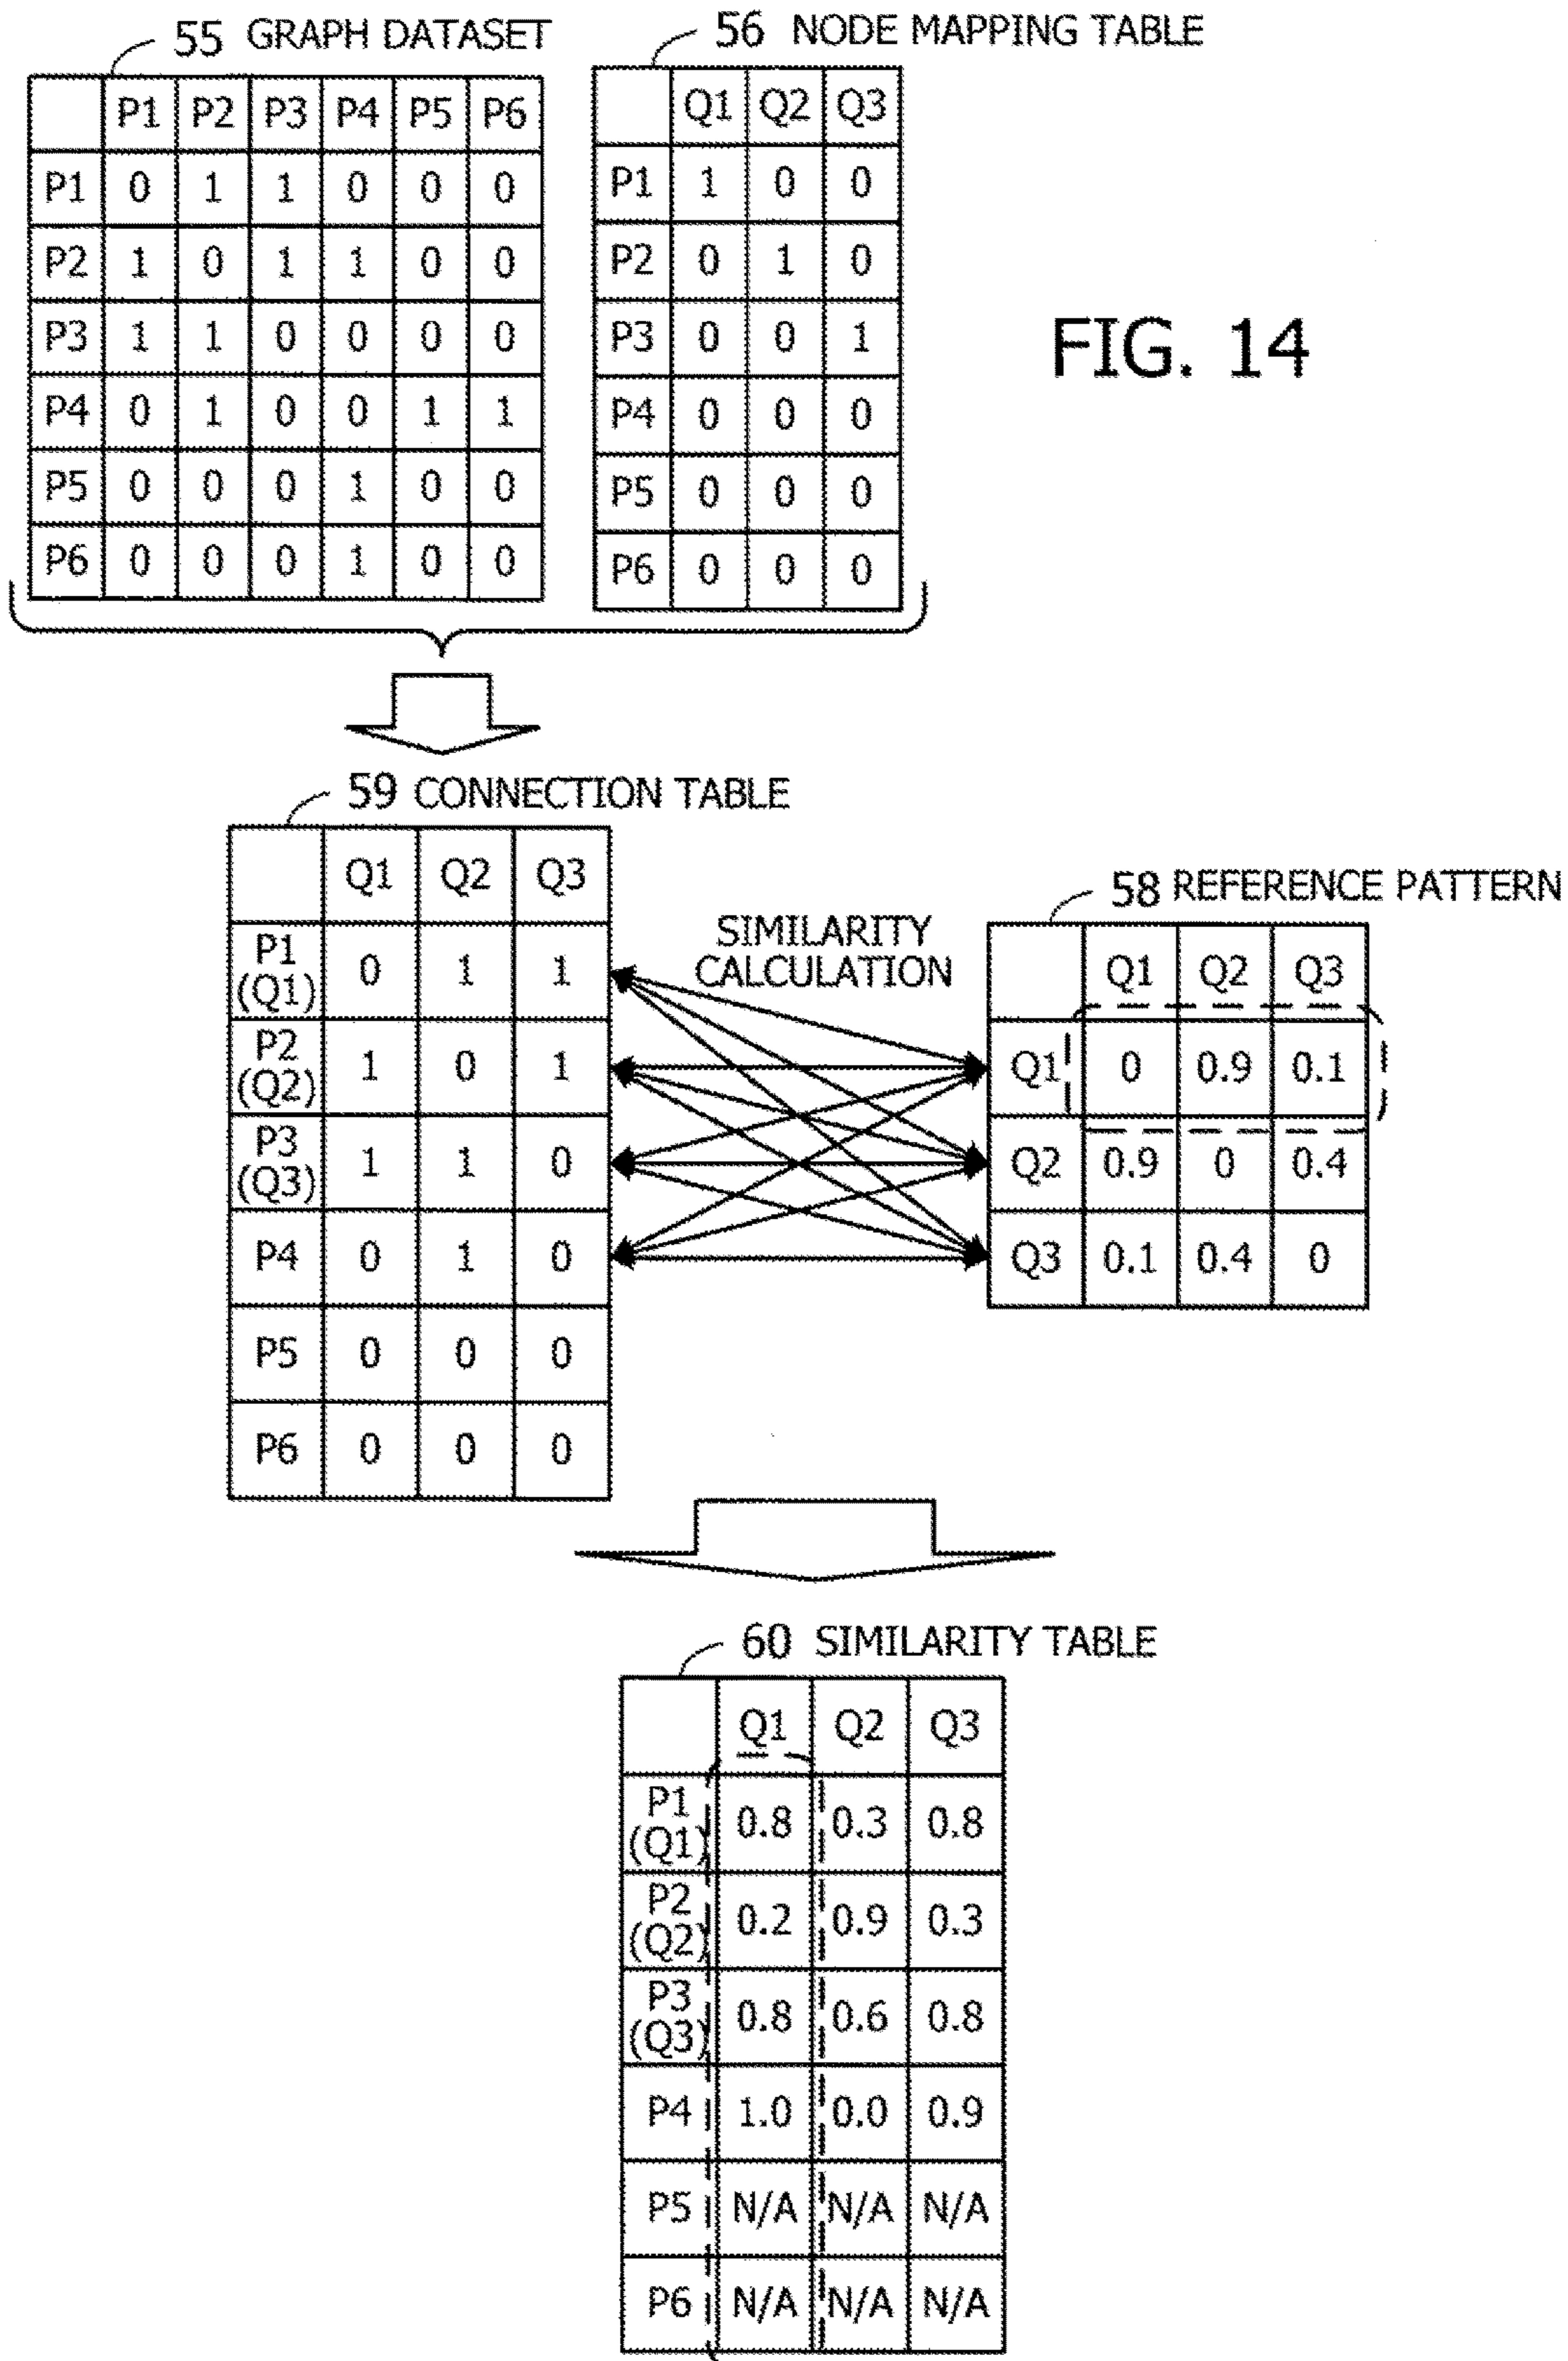 55 GRAPH DATASET
P1 P2 P3 P4 P5 P6
P1 0 1 1 0 0 0
P2 1 0 1 1 0 0
P3 1 1 0 0 0 0
P4 0 1 0 0 1 1
P5 0 0 0 1 0 0
P6 0 0 0 1 0 0
56 NODE MAPPING TABLE
Q1 Q2 Q3
P1 1 0 0
P2 0 1 0
P3 0 0 1
P4 0 0 0
P5 0 0 0
P6 0 0 0
FIG. 14
59 CONNECTION TABLE
Q1 Q2 Q3
P1 (Q1) 0 1 1
P2 (Q2) 1 0 1
P3 (Q3) 1 1 0
P4 0 1 0
P5 0 0 0
P6 0 0 0
SIMILARITY
CALCULATION
58 REFERENCE PATTERN
Q1 Q2 Q3
Q1 0 0.9 0.1
Q2 0.9 0 0.4
Q3 0.1 0.4 0
60 SIMILARITY TABLE
Q1 Q2 Q3
P1 (Q1) 0.8 0.3 0.8
P2 (Q2) 0.2 0.9 0.3
P3 (Q3) 0.8 0.6 0.8
P4 1.0 0.0 0.9
P5 N/A N/A N/A
P6 N/A N/A N/A